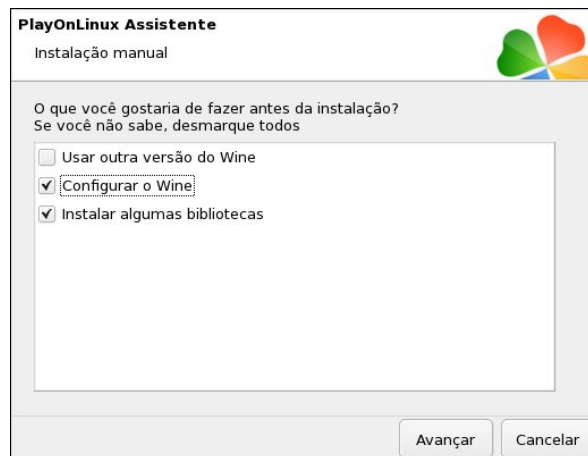 PlayOnLinux Assistente
Instalação manual
O que você gostaria de fazer antes da instalação?
Se você não sabe, desmarque todos
Usar outra versão do Wine
Configurar o Wine
Instalar algumas bibliotecas
Avançar
Cancelar